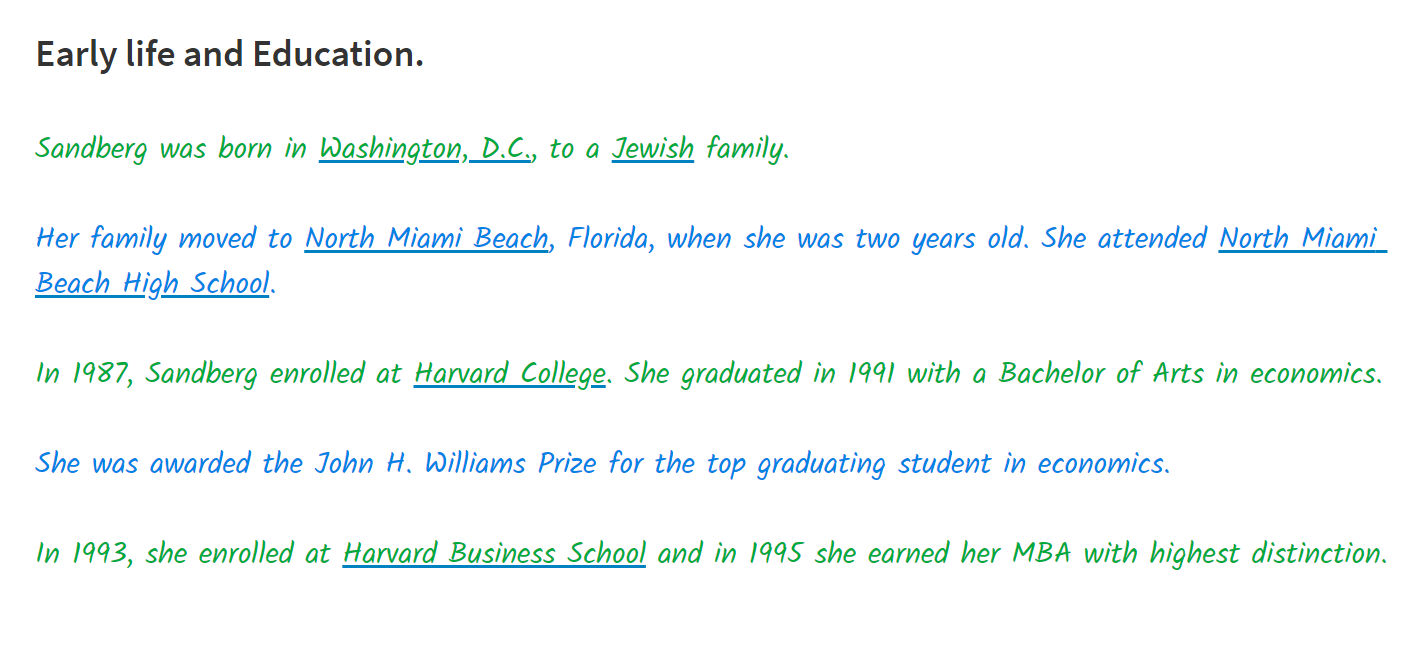 Early life and Education.
Sandberg was born in Washington, D.C., to a Jewish family.
Her family moved to North Miami Beach, Florida, when she was two years old. She attended North Miami
Beach High School.
In 1987, Sandberg enrolled at Harvard College. She graduated in 1991 with a Bachelor of Arts in economics.
She was awarded the John H. Williams Prize for the top graduating student in economics.
In 1993, she enrolled at Harvard Business School and in 1995 she earned her MBA with highest distinction.